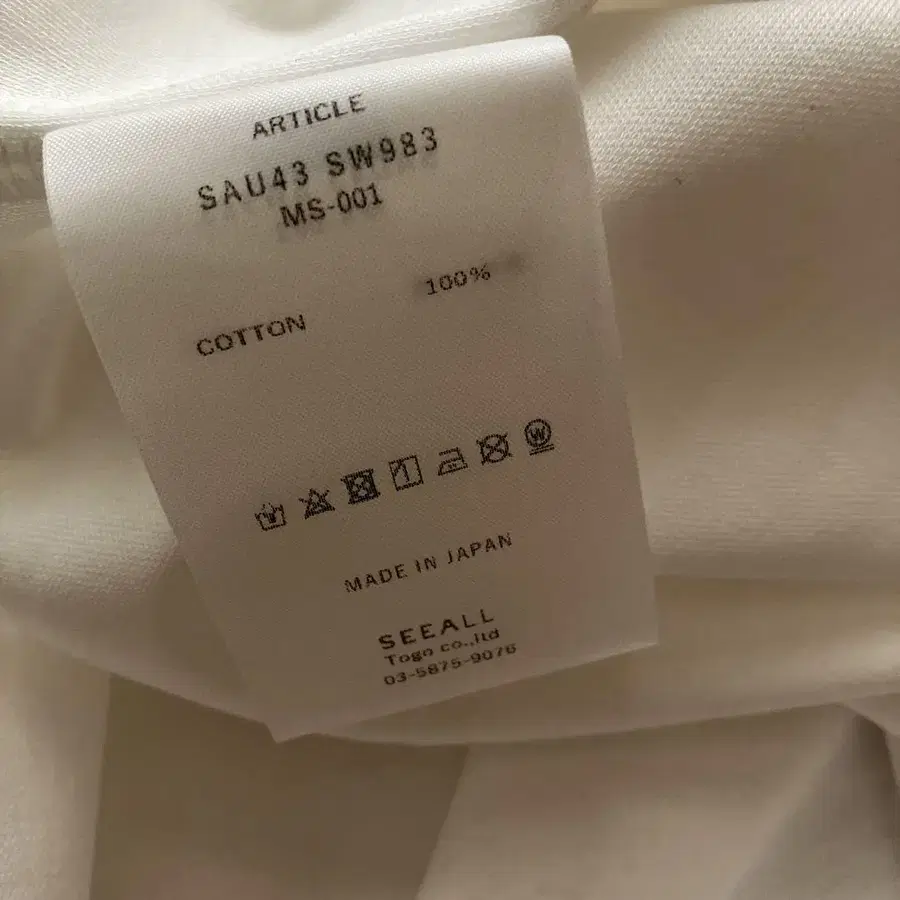 ARTICLE
SAU43 SW983
MS-001
COTTON 100%
W
MADE IN JAPAN
SEEALL
Togo co.,ltd
03-5875-9076